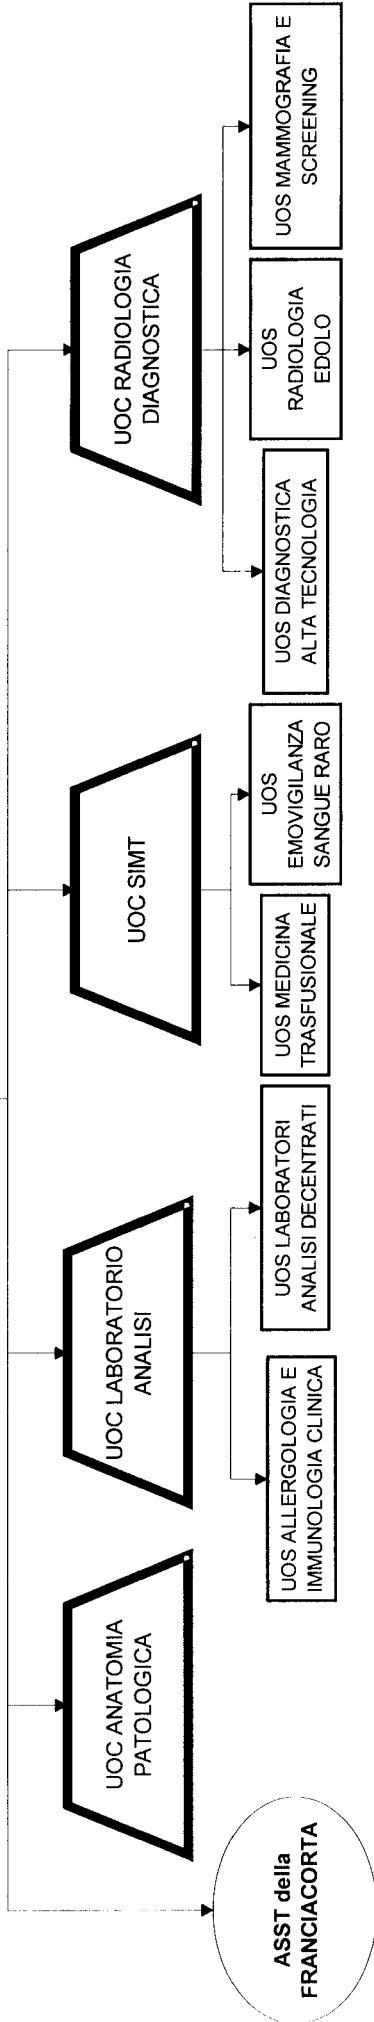 ASST della
FRANCIACORTA
UOC ANATOMIA
PATOLOGICA
UOC LABORATORIO
ANALISI
UOS ALLERGOLOGIA E
IMMUNOLOGIA CLINICA
UOS LABORATORI
ANALISI DECENTRATI
UOC SIMT
UOS MEDICINA
TRASFUSIONALE
UOS
EMOVIGILANZA
SANGUE RARO
UOC RADIOLOGIA
DIAGNOSTICA
UOS DIAGNOSTICA
ALTA TECNOLOGIA
UOS
RADIOLOGIA
EDOLO
UOS MAMMOGRAFIA E
SCREENING